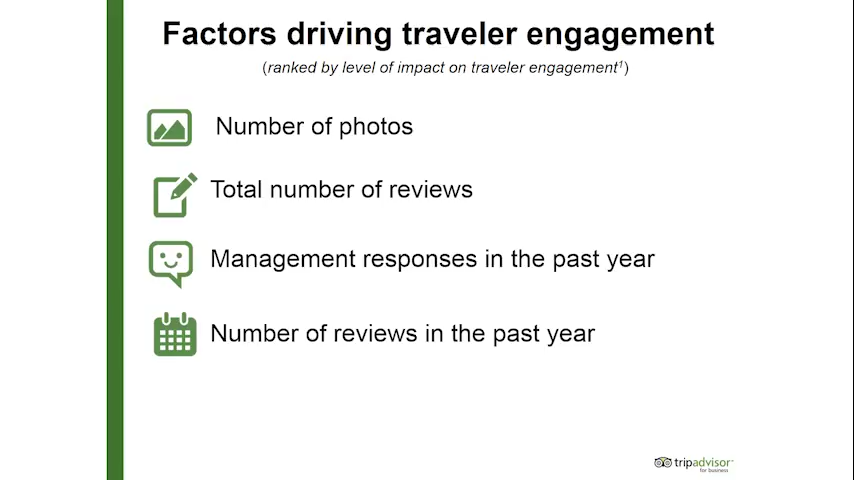 Factors driving traveler engagement
(ranked by level of impact on traveler engagement¹)
Number of photos
Total number of reviews
Management responses in the past year
Number of reviews in the past year
tripadvisor™
for business